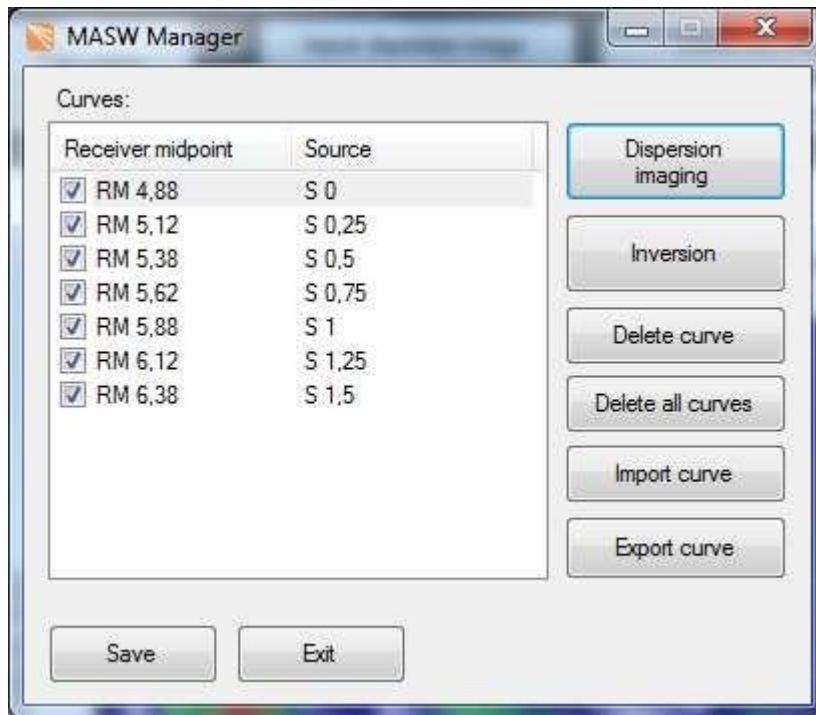 MASW Manager
Curves:
Receiver midpoint Source
RM 4,88 S 0
RM 5,12 S 0,25
RM 5,38 S 0,5
RM 5,62 S 0,75
RM 5,88 S 1
RM 6,12 S 1,25
RM 6,38 S 1,5
Dispersion
imaging
Inversion
Delete curve
Delete all curves
Import curve
Export curve
Save Exit